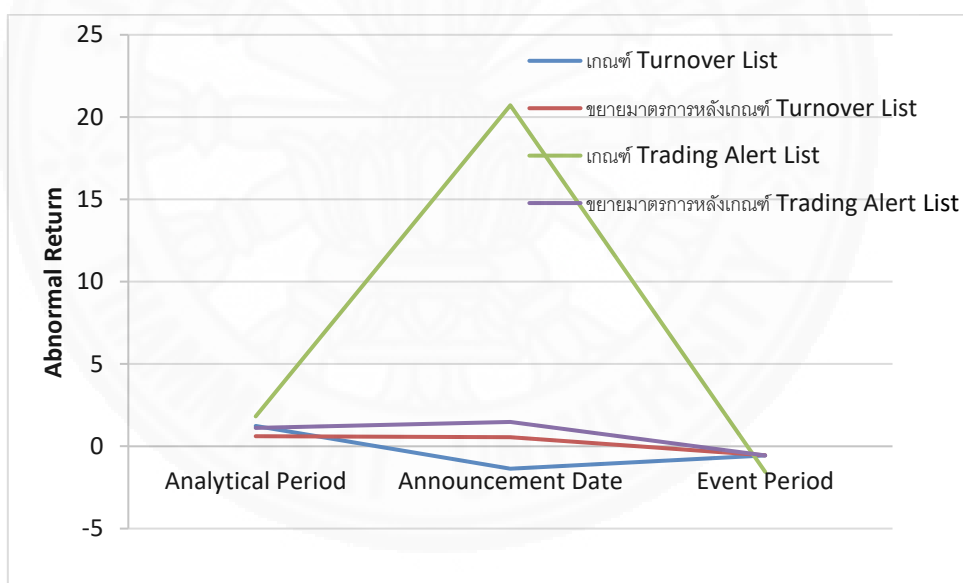 25
20
15
10
5
0
-5
Abnormal Return
เกณฑ์ Turnover List
ขยายมาตรการหลังเกณฑ์ Turnover List
เกณฑ์ Trading Alert List
ขยายมาตรการหลังเกณฑ์ Trading Alert List
Analytical Period
Announcement Date
Event Period